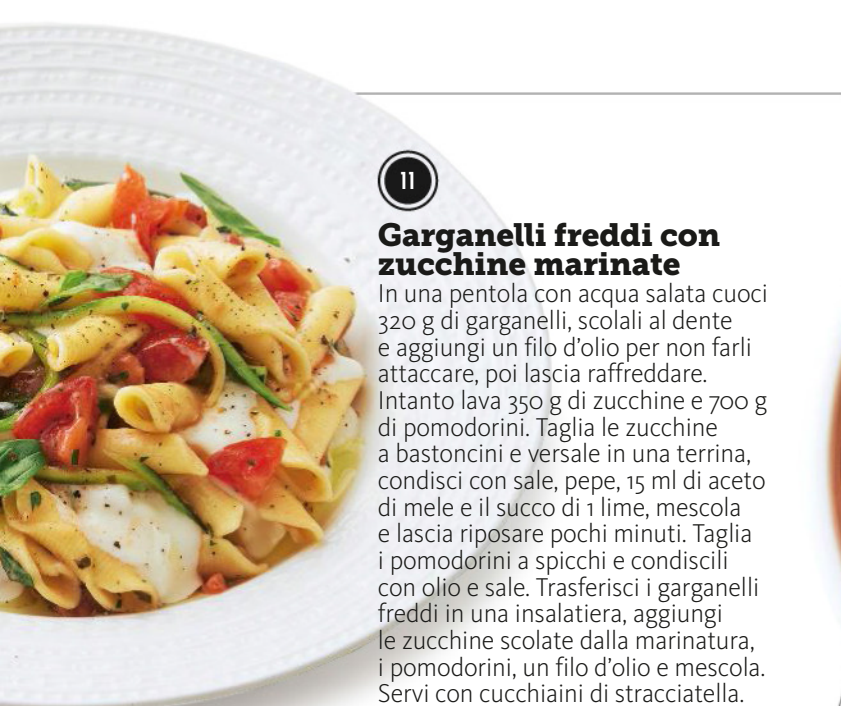 11
Garganelli freddi con
zucchine marinate
In una pentola con acqua salata cuoci
320 g di garganelli, scolali al dente
e aggiungi un filo d'olio per non farli
attaccare, poi lascia raffreddare.
Intanto lava 350 g di zucchine e 700 g
di pomodorini. Taglia le zucchine
a bastoncini e versale in una terrina,
condisci con sale, pepe, 15 ml di aceto
di mele e il succo di 1 lime, mescola
e lascia riposare pochi minuti. Taglia
i pomodorini a spicchi e condiscili
con olio e sale. Trasferisci i garganelli
freddi in una insalatiera, aggiungi
le zucchine scolate dalla marinatura,
i pomodorini, un filo d'olio e mescola.
Servi con cucchiaini di stracciatella.